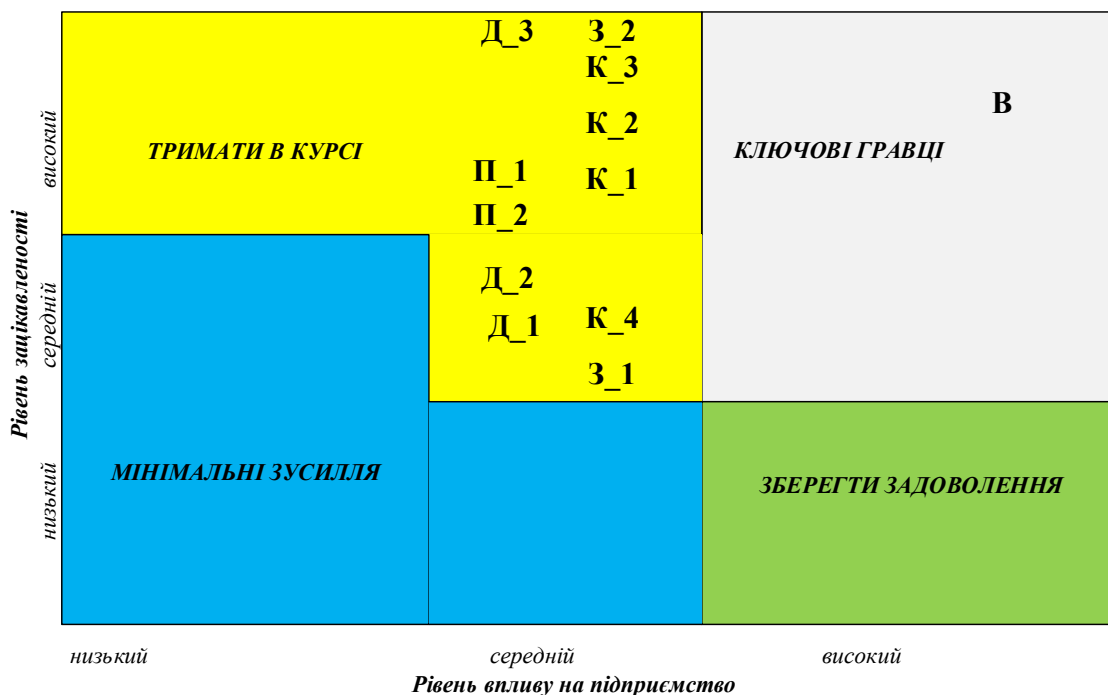 Д_3 З_2
К_3
В
К_2
ТРИМАТИ В КУРСІ
КЛЮЧОВІ ГРАВЦІ
П_1 К_1
П_2
Д_2
Д_1 К_4
З_1
МІНІМАЛЬНІ ЗУСИЛЛЯ
ЗБЕРЕГТИ ЗАДОВОЛЕННЯ
Рівень зацікавленості
високий
середній
низький
низький середній високий
Рівень впливу на підприємство